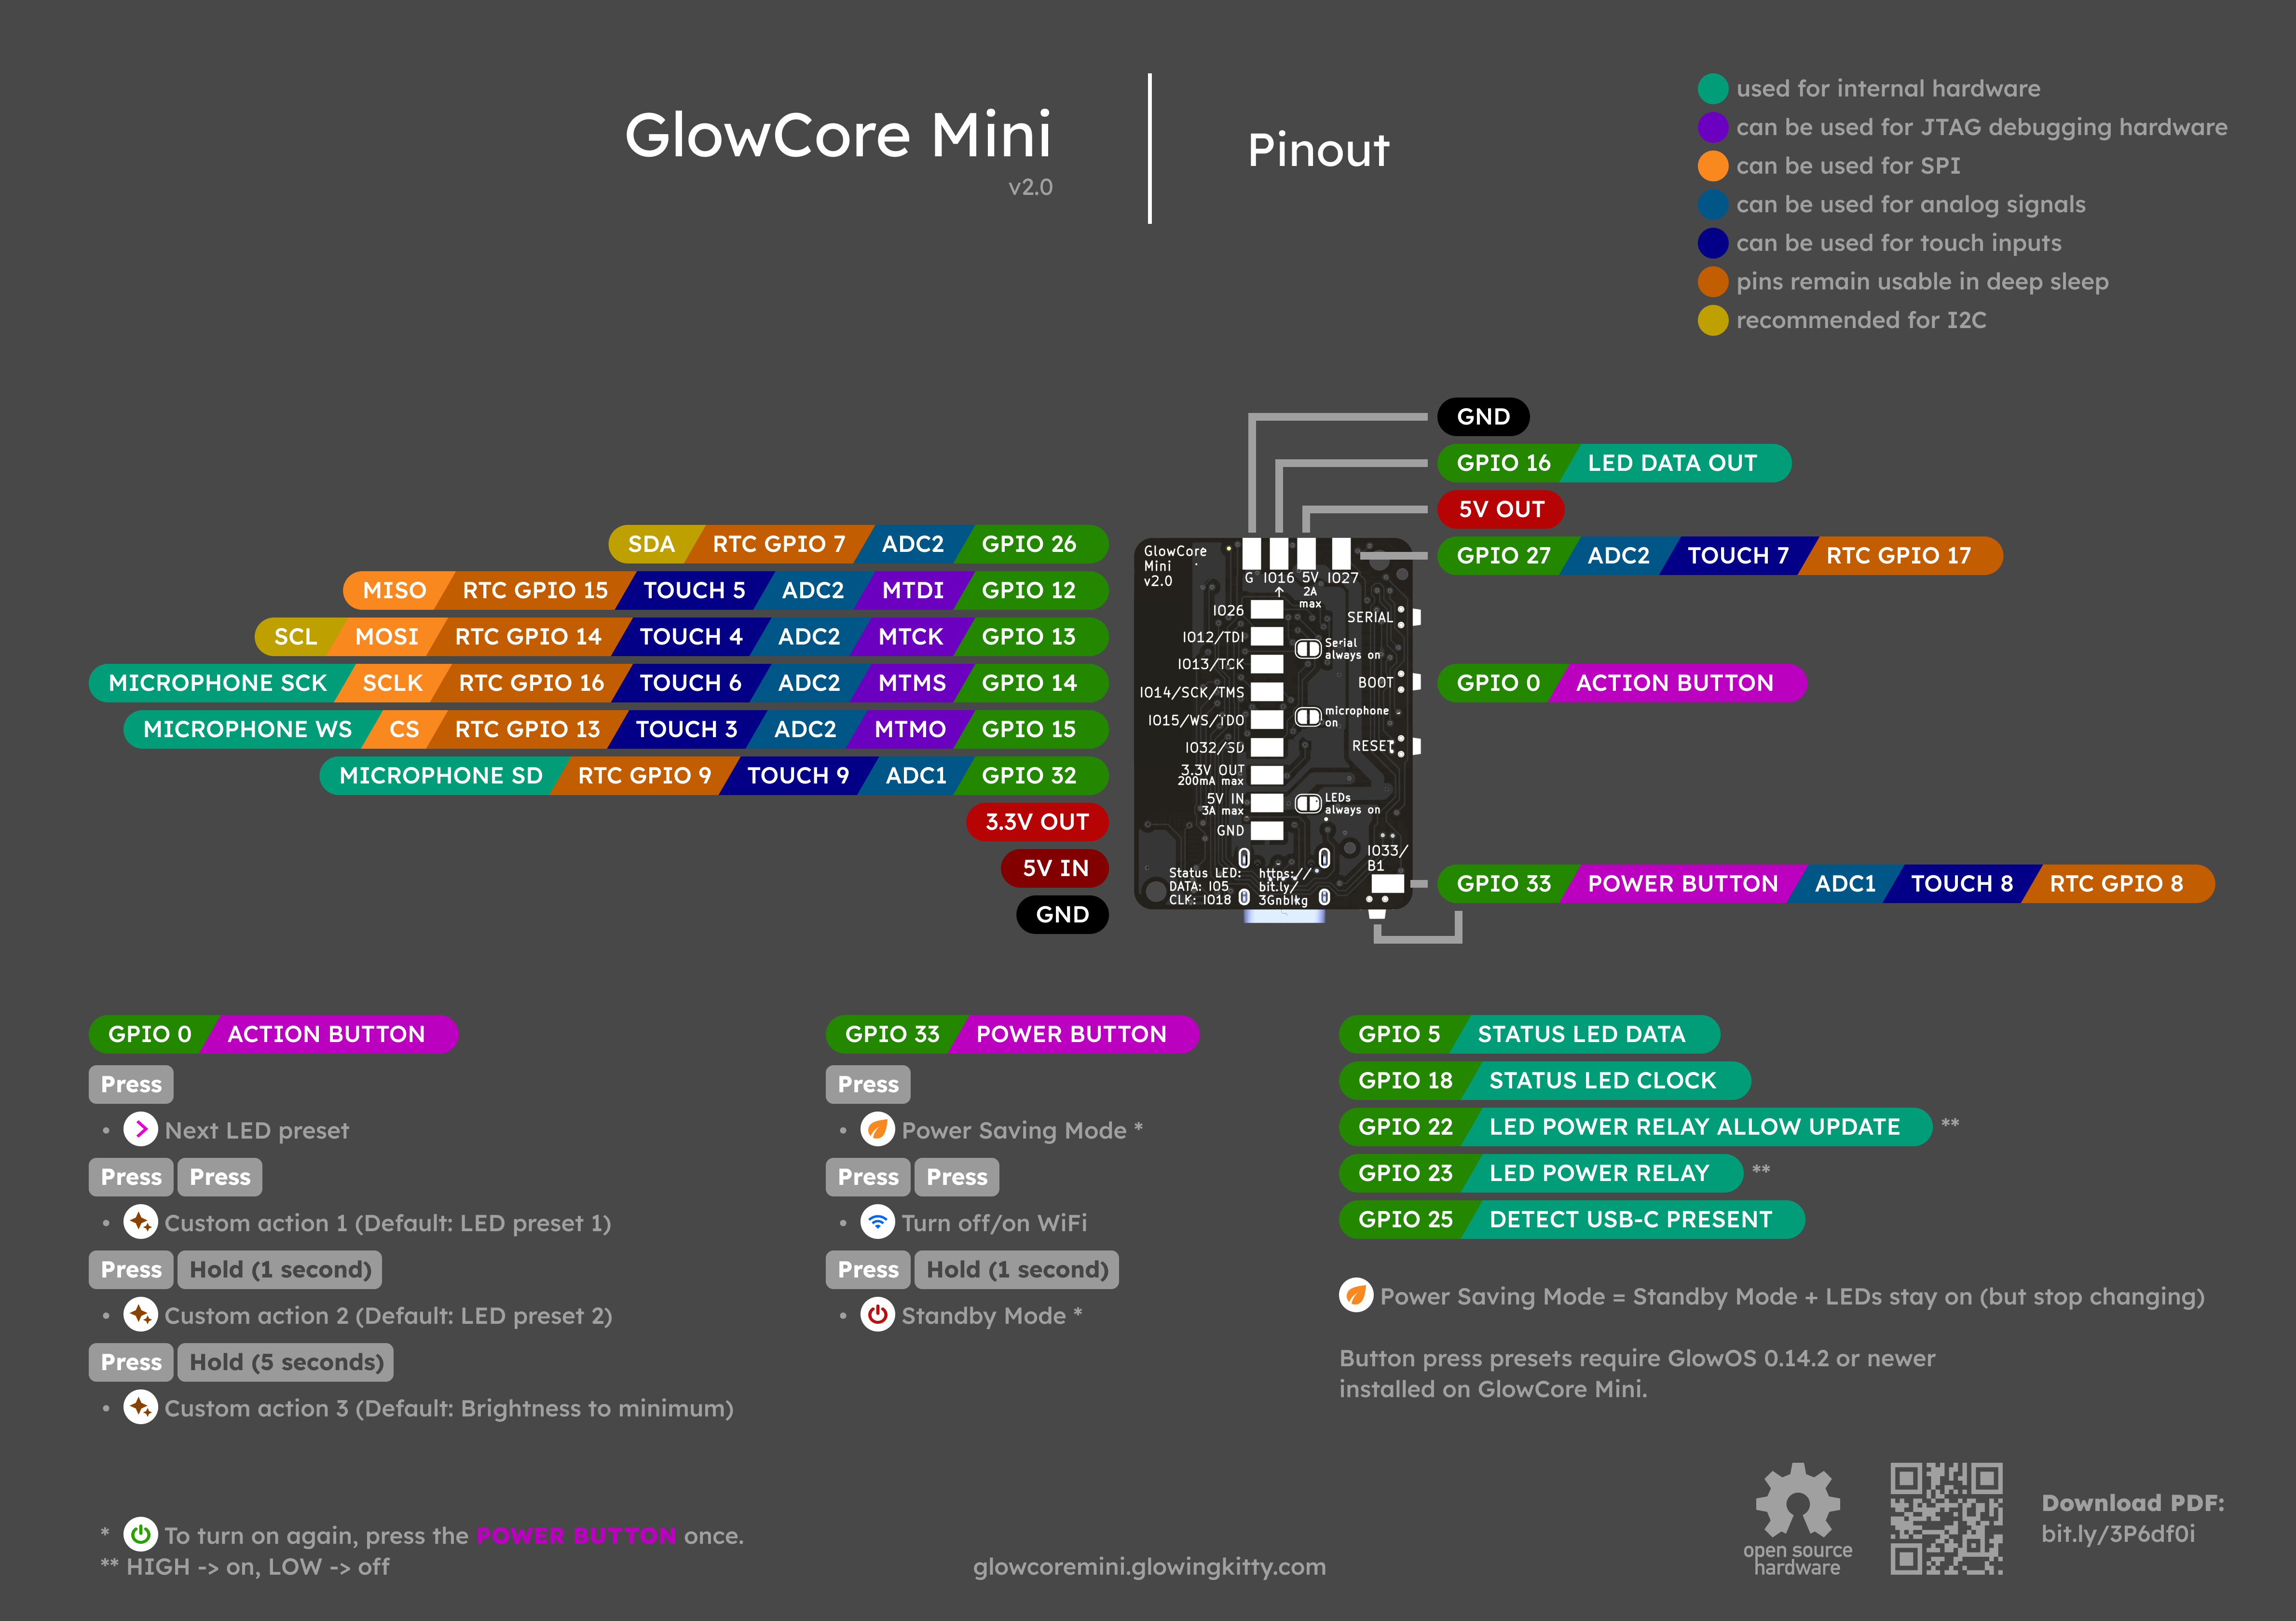 GlowCore Mini
v2.0
Pinout
used for internal hardware
can be used for JTAG debugging hardware
can be used for SPI
can be used for analog signals
can be used for touch inputs
pins remain usable in deep sleep
recommended for I2C
GND
GPIO 16 LED DATA OUT
5V OUT
GPIO 27 ADC2 TOUCH 7 RTC GPIO 17
SDA RTC GPIO 7 ADC2 GPIO 26
MISO RTC GPIO 15 TOUCH 5 ADC2 MTDI GPIO 12
SCL MOSI RTC GPIO 14 TOUCH 4 ADC2 MTCK GPIO 13
MICROPHONE SCK SCLK RTC GPIO 16 TOUCH 6 ADC2 MTMS GPIO 14
MICROPHONE WS CS RTC GPIO 13 TOUCH 3 ADC2 MTMO GPIO 15
MICROPHONE SD RTC GPIO 9 TOUCH 9 ADC1 GPIO 32
3.3V OUT
5V IN
GND
GlowCore
Mini
v2.0
G IO16 5V IO27
↑ 2A
max
IO26
IO12/TDI
IO13/TCK
IO14/SCK/TMS
IO15/WS/TDO
IO32/SD
3.3V OUT
200mA max
5V IN
3A max
GND
SERIAL
Serial
always on
BOOT
microphone
on
RESET
LEDs
always on
IO33/
B1
Status LED:
DATA: IO5
CLK: IO18
https://
bit.ly/
3Gnblkg
GPIO 0 ACTION BUTTON
GPIO 33 POWER BUTTON ADC1 TOUCH 8 RTC GPIO 8
GPIO 0 ACTION BUTTON
Press
• Next LED preset
Press Press
• Custom action 1 (Default: LED preset 1)
Press Hold (1 second)
• Custom action 2 (Default: LED preset 2)
Press Hold (5 seconds)
• Custom action 3 (Default: Brightness to minimum)
GPIO 33 POWER BUTTON
Press
• Power Saving Mode *
Press Press
• Turn off/on WiFi
Press Hold (1 second)
• Standby Mode *
GPIO 5 STATUS LED DATA
GPIO 18 STATUS LED CLOCK
GPIO 22 LED POWER RELAY ALLOW UPDATE **
GPIO 23 LED POWER RELAY **
GPIO 25 DETECT USB-C PRESENT
Power Saving Mode = Standby Mode + LEDs stay on (but stop changing)
Button press presets require GlowOS 0.14.2 or newer
installed on GlowCore Mini.
* To turn on again, press the POWER BUTTON once.
** HIGH -> on, LOW -> off
glowcoremini.glowingkitty.com
open source
hardware
Download PDF:
bit.ly/3P6df0i